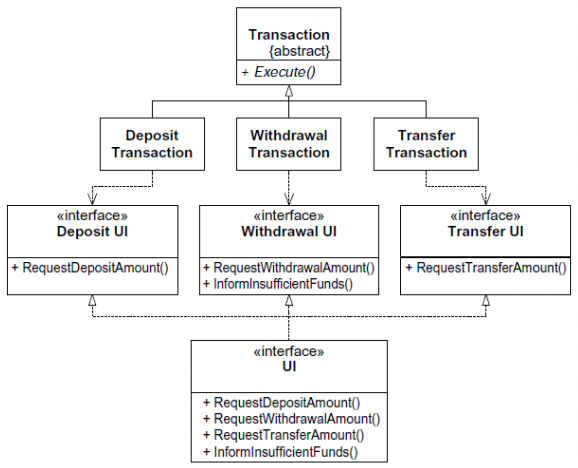 Transaction
{abstract}
+ Execute()
Deposit
Transaction
Withdrawal
Transaction
Transfer
Transaction
«interface»
Deposit UI
+ RequestDepositAmount()
«interface»
Withdrawal UI
+ RequestWithdrawalAmount()
+ InformInsufficientFunds()
«interface»
Transfer UI
+ RequestTransferAmount()
«interface»
UI
+ RequestDepositAmount()
+ RequestWithdrawalAmount()
+ RequestTransferAmount()
+ InformInsufficientFunds()